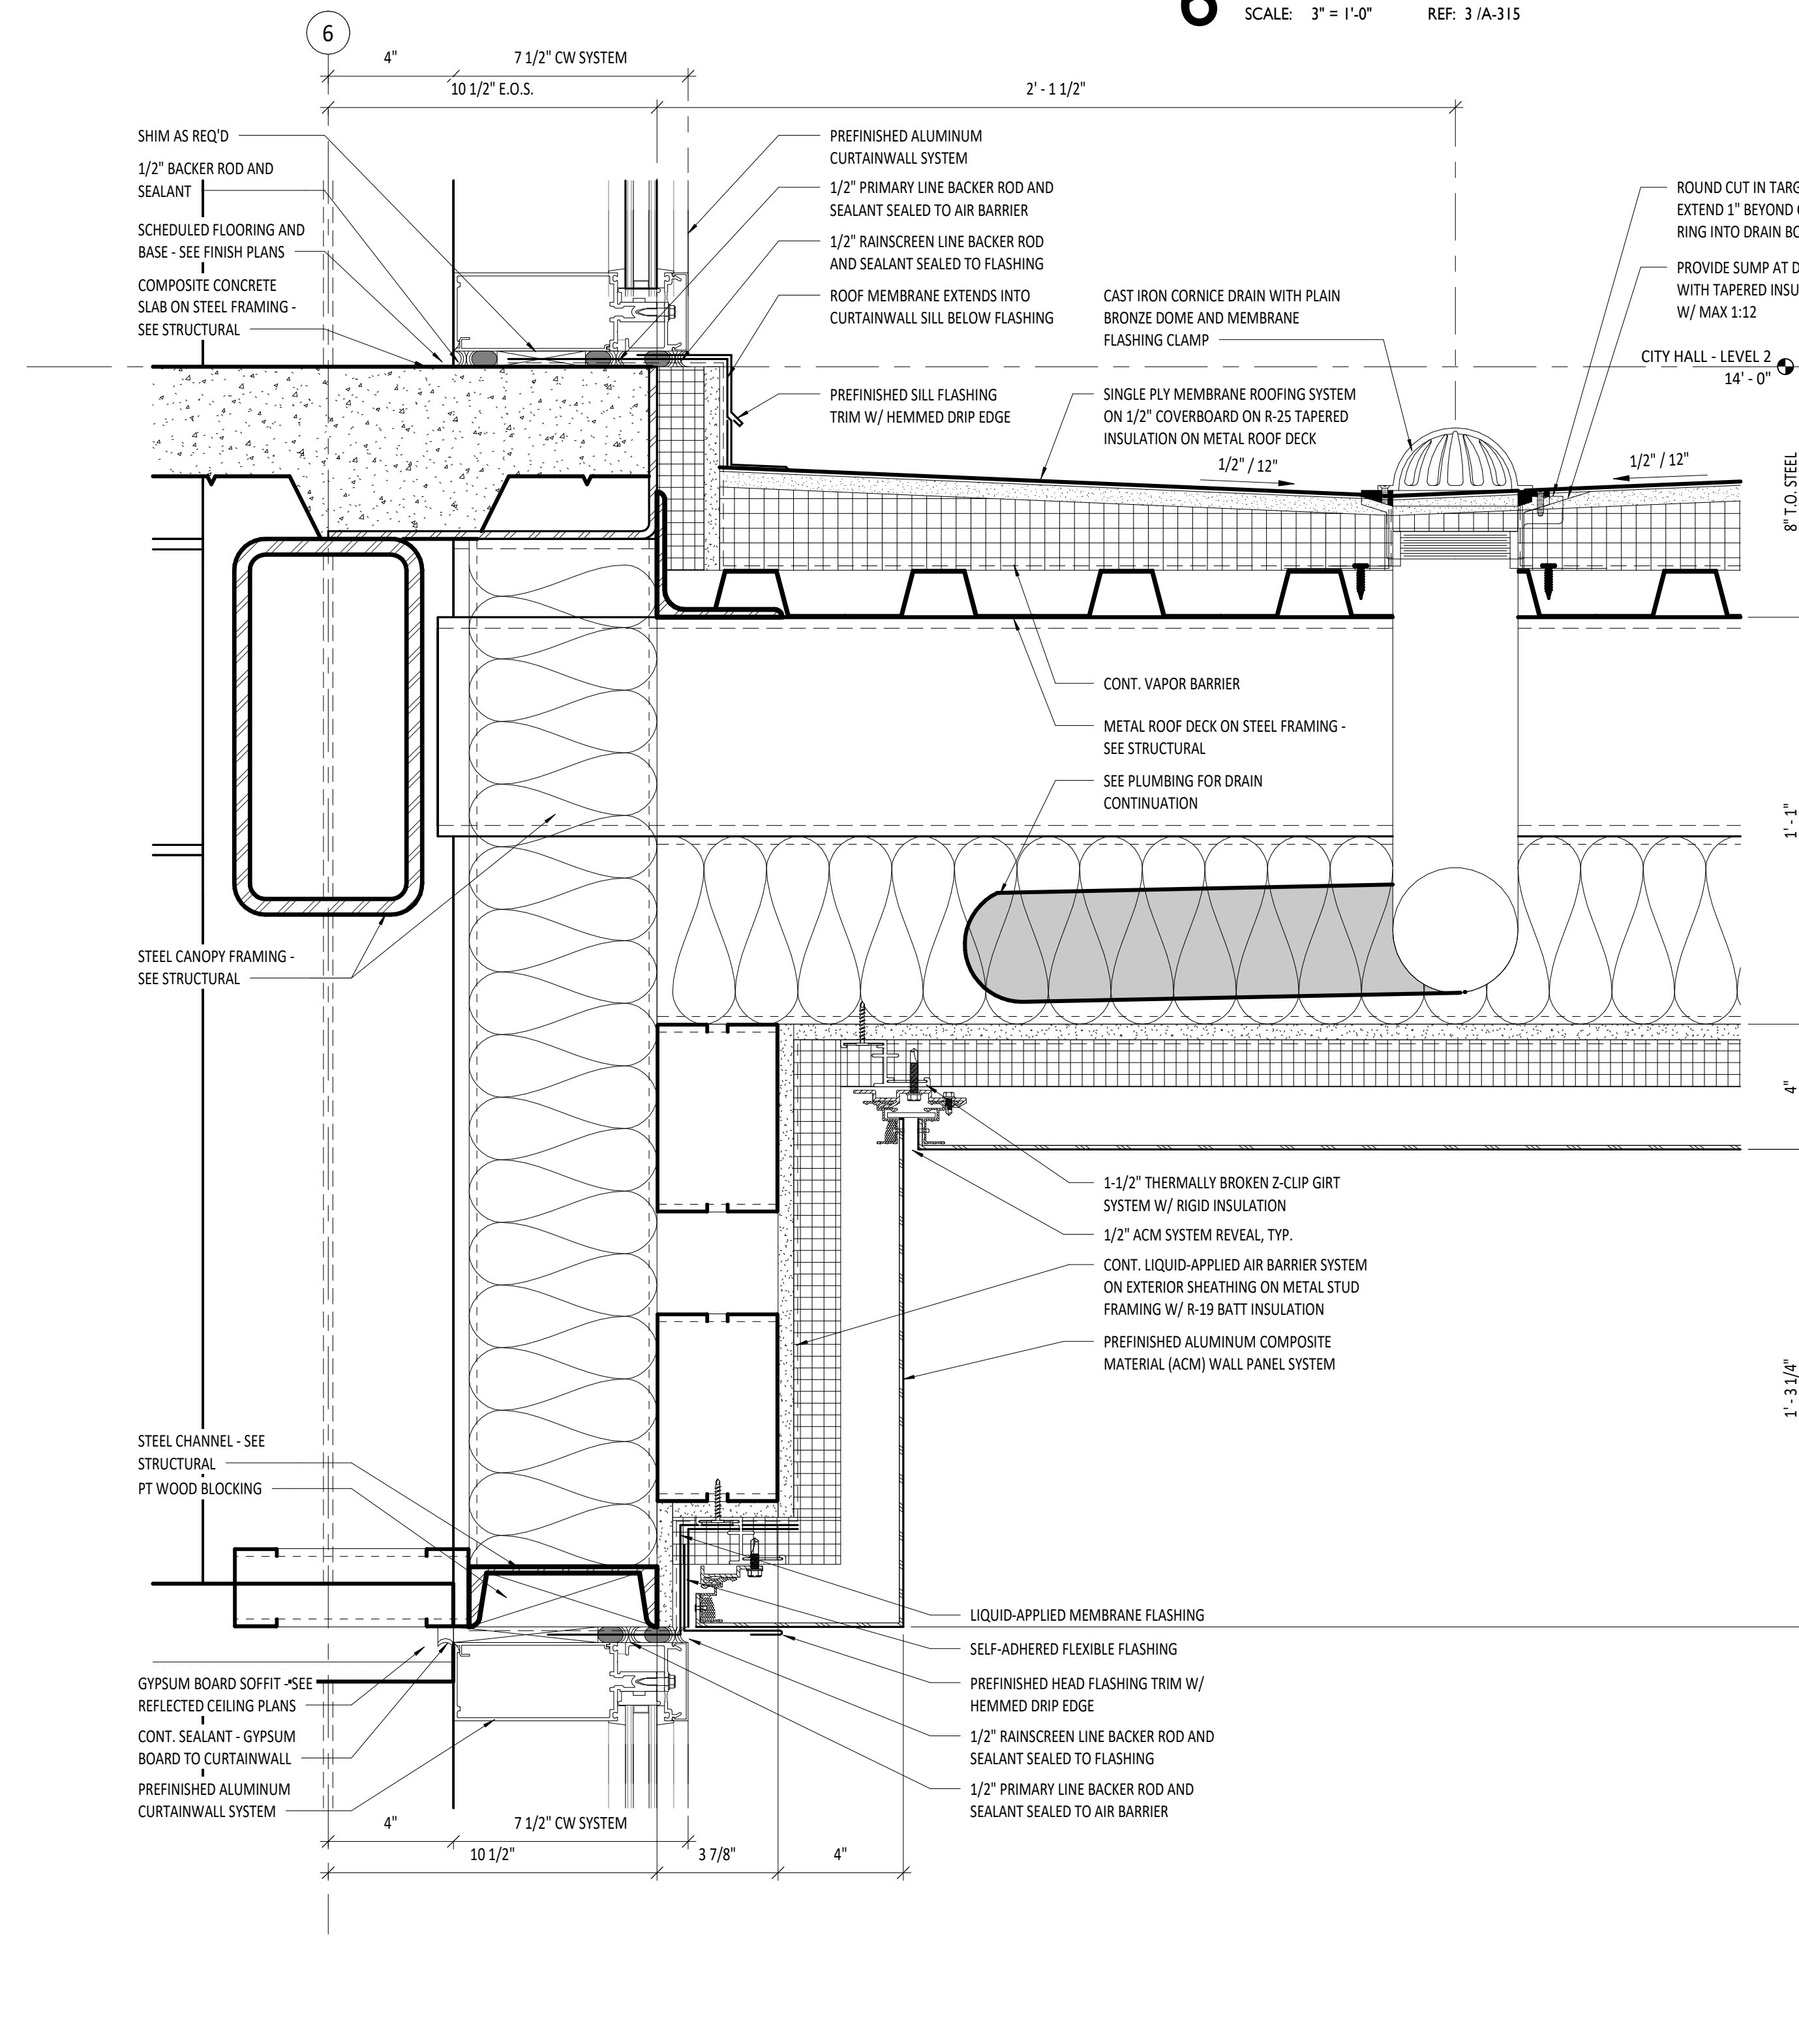 6
SCALE: 3" = 1'-0" REF: 3 /A-315
6
4"
7 1/2" CW SYSTEM
10 1/2" E.O.S.
2' - 1 1/2"
SHIM AS REQ'D
1/2" BACKER ROD AND
SEALANT
SCHEDULED FLOORING AND
BASE - SEE FINISH PLANS
COMPOSITE CONCRETE
SLAB ON STEEL FRAMING -
SEE STRUCTURAL
PREFINISHED ALUMINUM
CURTAINWALL SYSTEM
1/2" PRIMARY LINE BACKER ROD AND
SEALANT SEALED TO AIR BARRIER
1/2" RAINSCREEN LINE BACKER ROD
AND SEALANT SEALED TO FLASHING
ROOF MEMBRANE EXTENDS INTO
CURTAINWALL SILL BELOW FLASHING
PREFINISHED SILL FLASHING
TRIM W/ HEMMED DRIP EDGE
CAST IRON CORNICE DRAIN WITH PLAIN
BRONZE DOME AND MEMBRANE
FLASHING CLAMP
SINGLE PLY MEMBRANE ROOFING SYSTEM
ON 1/2" COVERBOARD ON R-25 TAPERED
INSULATION ON METAL ROOF DECK
ROUND CUT IN
EXTEND 1" BEYOND
RING INTO DRAIN
PROVIDE SUMP AT
WITH TAPERED
W/ MAX 1:12
CITY HALL - LEVEL 2
14' - 0"
1/2" / 12"
1/2" / 12"
8" T.O. STEEL
CONT. VAPOR BARRIER
METAL ROOF DECK ON STEEL FRAMING -
SEE STRUCTURAL
SEE PLUMBING FOR DRAIN
CONTINUATION
1' - 1"
STEEL CANOPY FRAMING -
SEE STRUCTURAL
4"
1-1/2" THERMALLY BROKEN Z-CLIP GIRT
SYSTEM W/ RIGID INSULATION
1/2" ACM SYSTEM REVEAL, TYP.
CONT. LIQUID-APPLIED AIR BARRIER SYSTEM
ON EXTERIOR SHEATHING ON METAL STUD
FRAMING W/ R-19 BATT INSULATION
PREFINISHED ALUMINUM COMPOSITE
MATERIAL (ACM) WALL PANEL SYSTEM
1' - 3 1/4"
STEEL CHANNEL - SEE
STRUCTURAL
PT WOOD BLOCKING
GYPSUM BOARD SOFFIT - SEE
REFLECTED CEILING PLANS
CONT. SEALANT - GYPSUM
BOARD TO CURTAINWALL
PREFINISHED ALUMINUM
CURTAINWALL SYSTEM
LIQUID-APPLIED MEMBRANE FLASHING
SELF-ADHERED FLEXIBLE FLASHING
PREFINISHED HEAD FLASHING TRIM W/
HEMMED DRIP EDGE
1/2" RAINSCREEN LINE BACKER ROD AND
SEALANT SEALED TO FLASHING
1/2" PRIMARY LINE BACKER ROD AND
SEALANT SEALED TO AIR BARRIER
4"
7 1/2" CW SYSTEM
10 1/2"
3 7/8"
4"